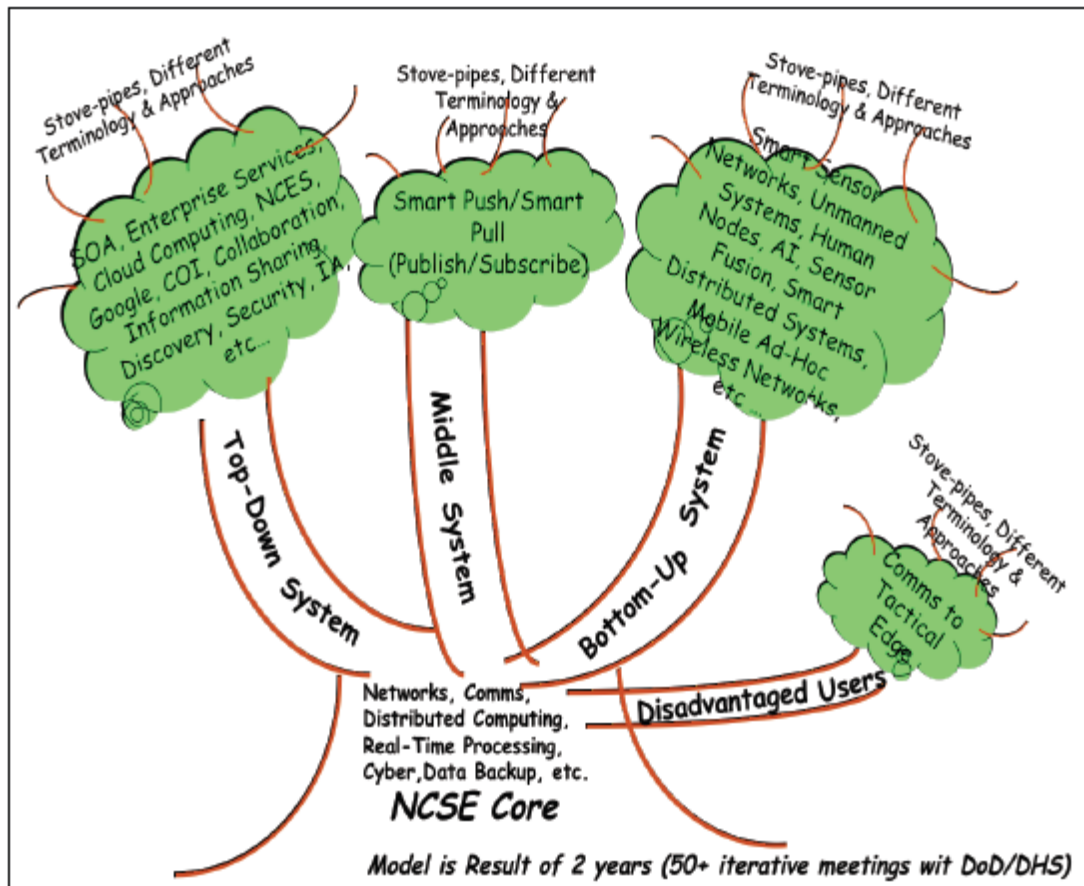 Stove-pipes, Different
Terminology & Approaches
SOA, Enterprise Services,
Cloud Computing, NCES,
Google, COI, Collaboration,
Information Sharing,
Discovery, Security, IA,
etc...
Top-Down System
Stove-pipes, Different
Terminology &
Approaches
Smart Push/Smart
Pull
(Publish/Subscribe)
Middle System
Stove-pipes, Different
Terminology & Approaches
Smart Sensor
Networks, Unmanned
Systems, Human
Nodes, AI, Sensor
Fusion, Smart
Distributed Systems,
Mobile Ad-Hoc
Wireless Networks,
etc ...
Bottom-Up System
Stove-pipes, Different
Terminology &
Approaches
Comms to
Tactical
Edge
Disadvantaged Users
Networks, Comms,
Distributed Computing,
Real-Time Processing,
Cyber,Data Backup, etc.
NCSE Core
Model is Result of 2 years (50+ iterative meetings wit DoD/DHS)